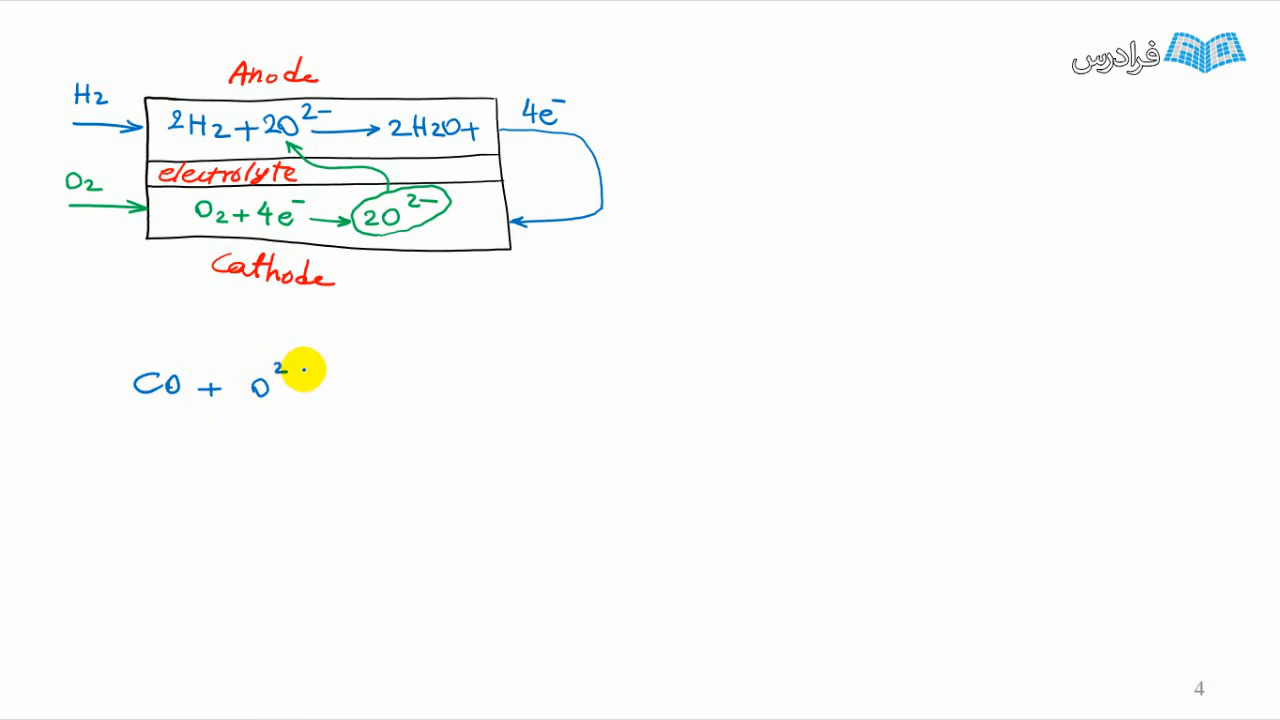 فرادرس
Anode
H2
2H2 + 2O²⁻ → 2H2O +
4e⁻
electrolyte
O2
O2 + 4e⁻ → 2O²⁻
Cathode
CO + O²
4